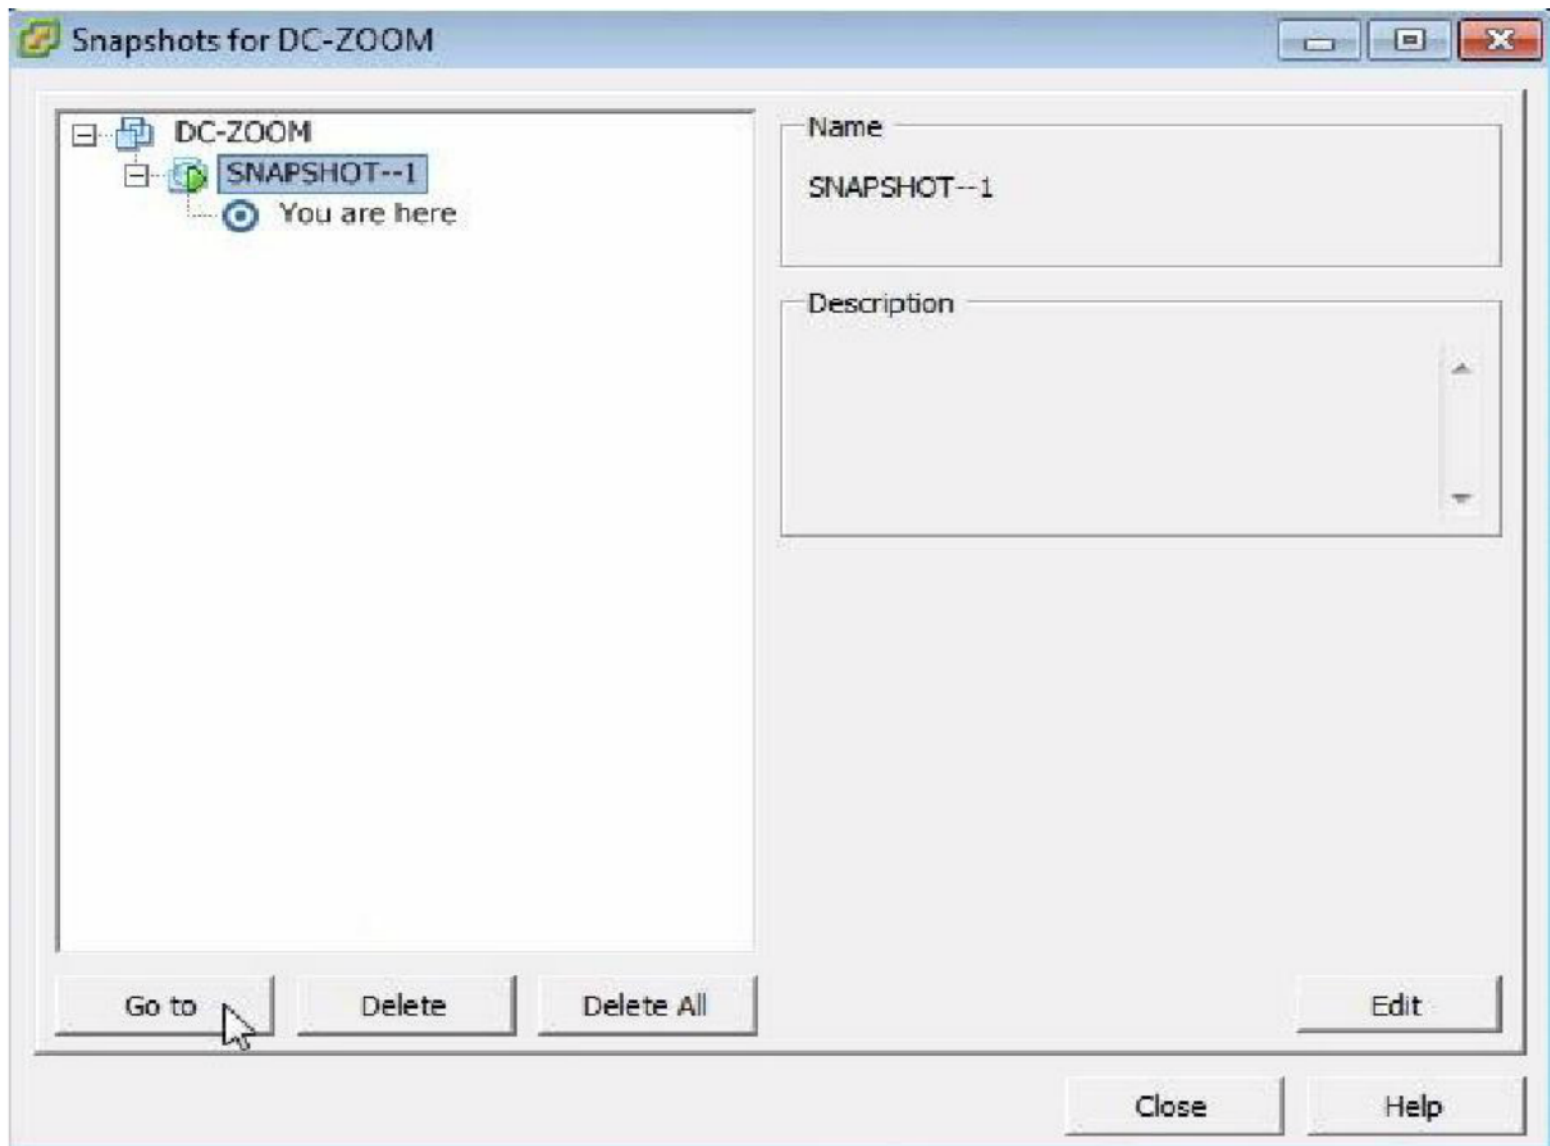 Snapshots for DC-ZOOM
DC-ZOOM
SNAPSHOT--1
You are here
Name
SNAPSHOT--1
Description
Go to
Delete
Delete All
Edit
Close
Help